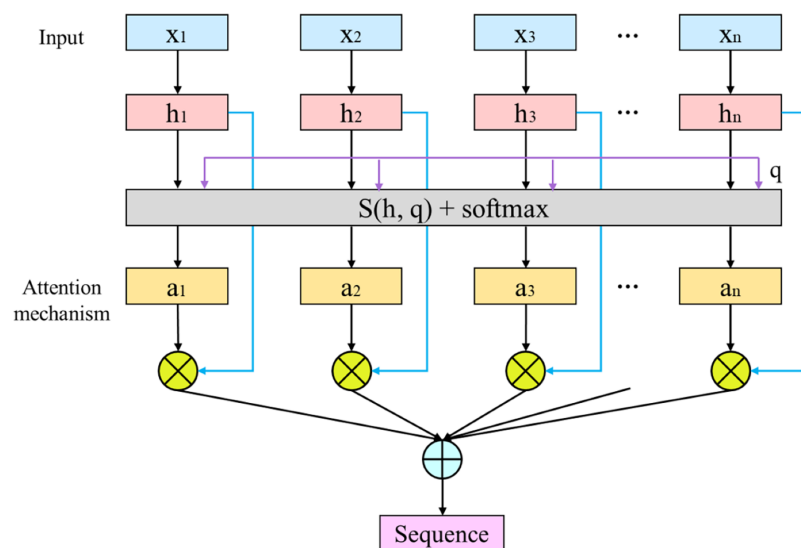 Input
x₁ x₂ x₃ ... xₙ
h₁ h₂ h₃ ... hₙ
q
S(h, q) + softmax
Attention
mechanism
a₁ a₂ a₃ ... aₙ
Sequence